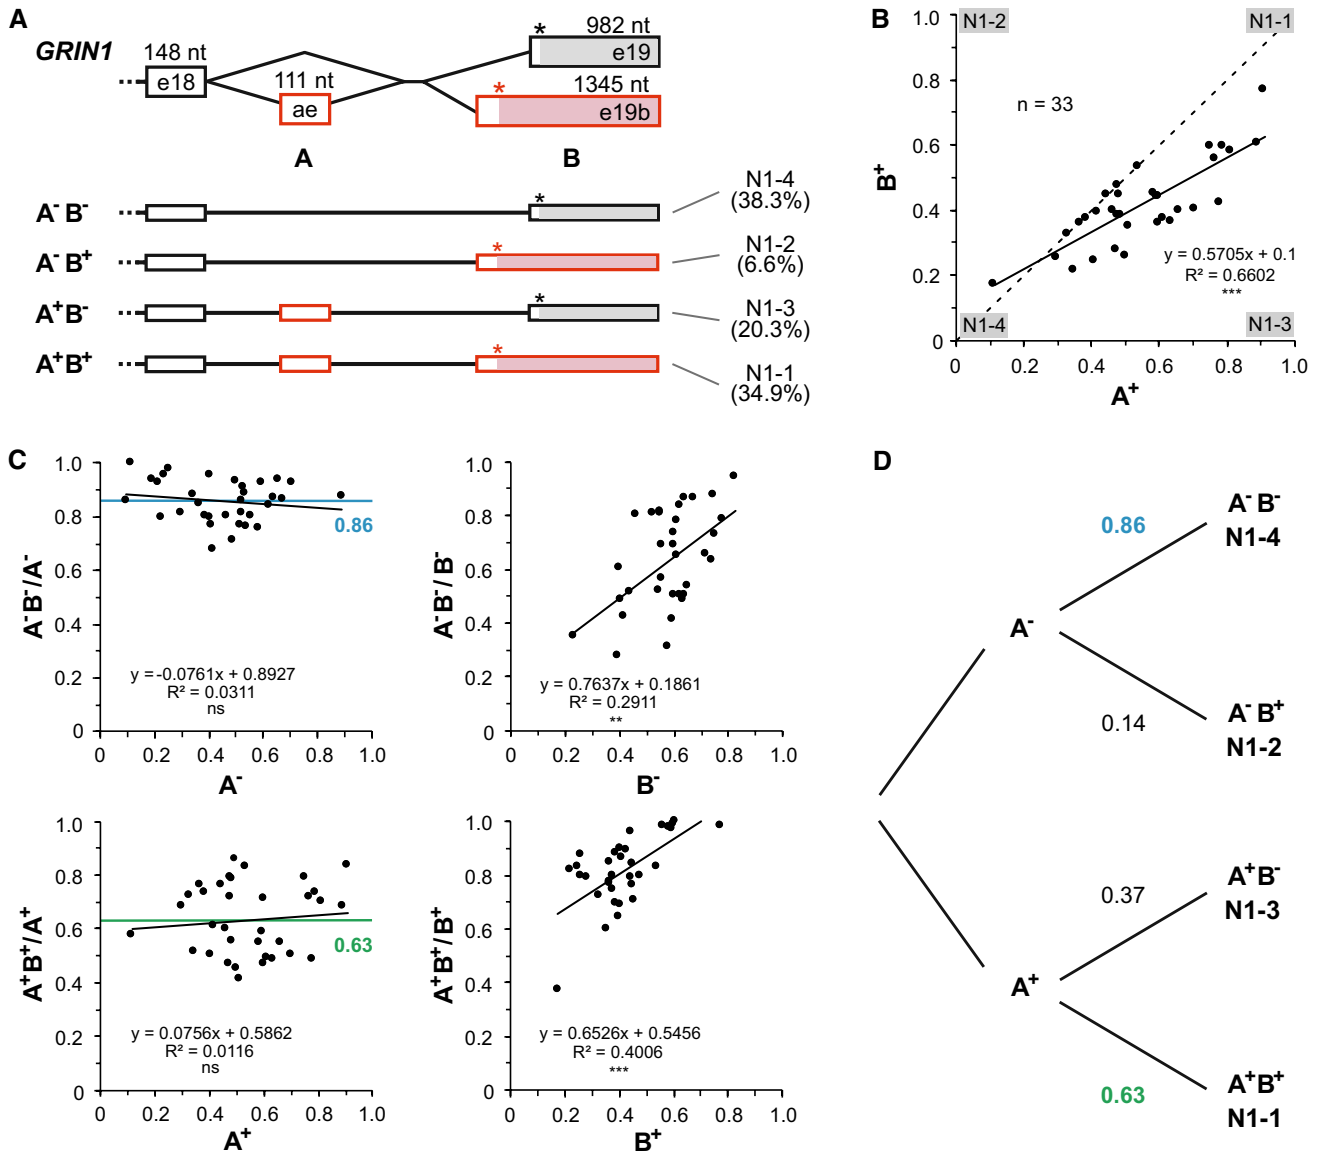 A
GRIN1
148 nt
e18
111 nt
ae
*
982 nt
e19
*
1345 nt
e19b
A
B
A⁻B⁻
*
N1-4
(38.3%)
A⁻B⁺
*
N1-2
(6.6%)
A⁺B⁻
*
N1-3
(20.3%)
A⁺B⁺
*
N1-1
(34.9%)
B
N1-2
N1-1
n = 33
y = 0.5705x + 0.1
R² = 0.6602
***
N1-4
N1-3
1.0
0.8
0.6
0.4
0.2
0
B⁺
0 0.2 0.4 0.6 0.8 1.0
A⁺
C
1.0
0.8
0.6
0.4
0.2
0
A⁻B⁻/A⁻
0.86
y =-0.0761x + 0.8927
R² = 0.0311
ns
0 0.2 0.4 0.6 0.8 1.0
A⁻
1.0
0.8
0.6
0.4
0.2
0
A⁻B⁻/B⁻
y = 0.7637x + 0.1861
R² = 0.2911
**
0 0.2 0.4 0.6 0.8 1.0
B⁻
1.0
0.8
0.6
0.4
0.2
0
A⁺B⁺/A⁺
0.63
y = 0.0756x + 0.5862
R² = 0.0116
ns
0 0.2 0.4 0.6 0.8 1.0
A⁺
1.0
0.8
0.6
0.4
0.2
0
A⁺B⁺/B⁺
y = 0.6526x + 0.5456
R² = 0.4006
***
0 0.2 0.4 0.6 0.8 1.0
B⁺
D
0.86
A⁻B⁻
N1-4
A⁻
0.14
A⁻B⁺
N1-2
0.37
A⁺B⁻
N1-3
A⁺
0.63
A⁺B⁺
N1-1